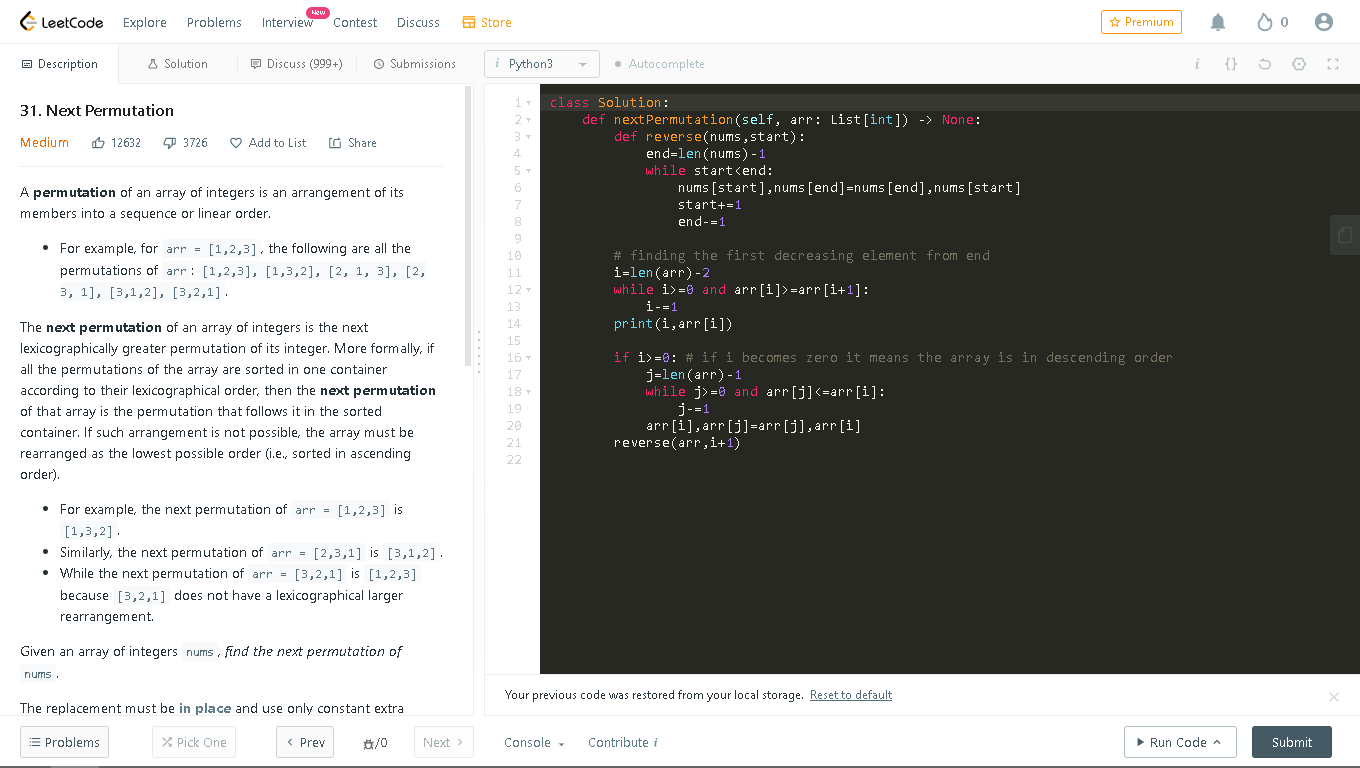 LeetCode Explore Problems Interview New Contest Discuss Store Premium 0
Description Solution Discuss (999+) Submissions i Python3 Autocomplete i {}
31. Next Permutation
Medium 12632 3726 Add to List Share
A permutation of an array of integers is an arrangement of its
members into a sequence or linear order.
• For example, for arr = [1,2,3], the following are all the
permutations of arr: [1,2,3], [1,3,2], [2, 1, 3], [2,
3, 1], [3,1,2], [3,2,1].
The next permutation of an array of integers is the next
lexicographically greater permutation of its integer. More formally, if
all the permutations of the array are sorted in one container
according to their lexicographical order, then the next permutation
of that array is the permutation that follows it in the sorted
container. If such arrangement is not possible, the array must be
rearranged as the lowest possible order (i.e., sorted in ascending
order).
• For example, the next permutation of arr = [1,2,3] is
[1,3,2].
• Similarly, the next permutation of arr = [2,3,1] is [3,1,2].
• While the next permutation of arr = [3,2,1] is [1,2,3]
because [3,2,1] does not have a lexicographical larger
rearrangement.
Given an array of integers nums, find the next permutation of
nums.
The replacement must be in place and use only constant extra
1 class Solution:
2 def nextPermutation(self, arr: List[int]) -> None:
3 def reverse(nums,start):
4 end=len(nums)-1
5 while start<end:
6 nums[start],nums[end]=nums[end],nums[start]
7 start+=1
8 end-=1
9
10 # finding the first decreasing element from end
11 i=len(arr)-2
12 while i>=0 and arr[i]>=arr[i+1]:
13 i-=1
14 print(i,arr[i])
15
16 if i>=0: # if i becomes zero it means the array is in descending order
17 j=len(arr)-1
18 while j>=0 and arr[j]<=arr[i]:
19 j-=1
20 arr[i],arr[j]=arr[j],arr[i]
21 reverse(arr,i+1)
22
Your previous code was restored from your local storage. Reset to default
Problems Pick One Prev /0 Next Console Contribute i Run Code Submit